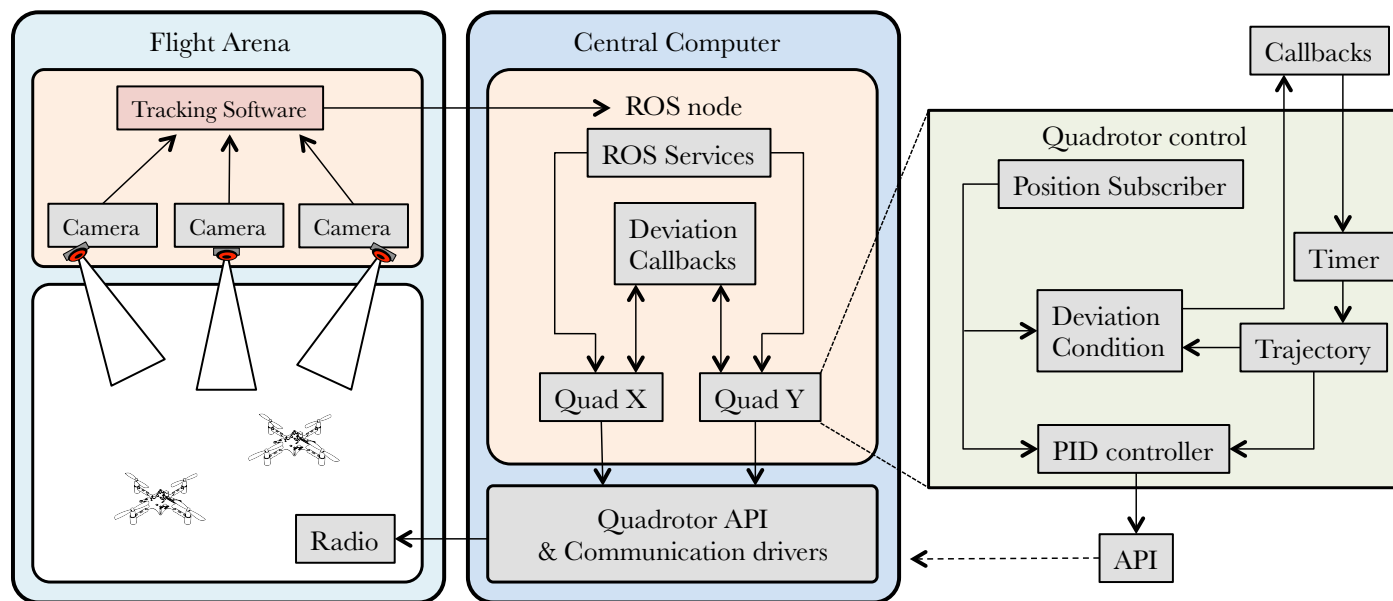 Flight Arena
Tracking Software
Camera
Camera
Camera
Radio
Central Computer
ROS node
ROS Services
Deviation
Callbacks
Quad X
Quad Y
Quadrotor API
& Communication drivers
Callbacks
Quadrotor control
Position Subscriber
Timer
Deviation
Condition
Trajectory
PID controller
API